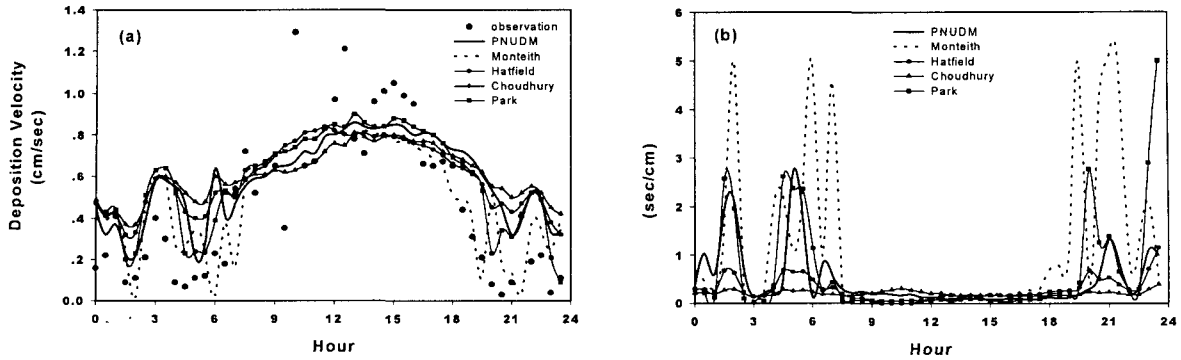 (a)
observation
PNUDM
Monteith
Hatfield
Choudhury
Park
Deposition Velocity
(cm/sec)
1.4
1.2
1.0
.8
.6
.4
.2
0.0
0 3 6 9 12 15 18 21 24
Hour
(b)
PNUDM
Monteith
Hatfield
Choudhury
Park
(sec/cm)
6
5
4
3
2
1
0
0 3 6 9 12 15 18 21 24
Hour